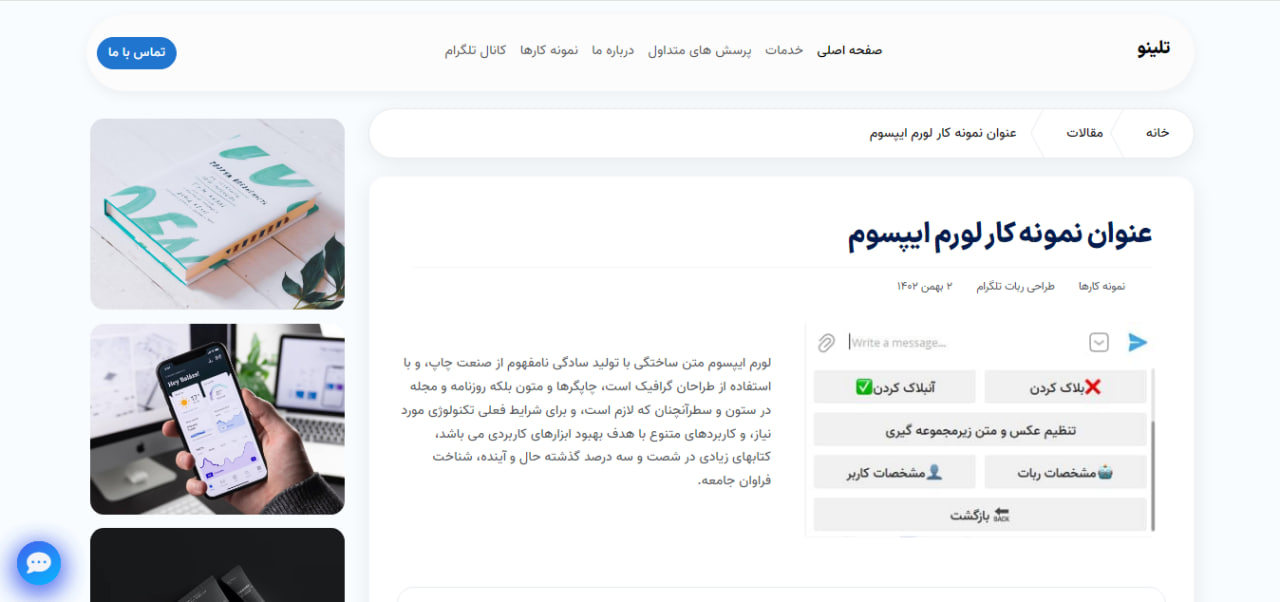 تلینو
صفحه اصلی
خدمات
پرسش های متداول
درباره ما
نمونه کارها
کانال تلگرام
تماس با ما
خانه
مقالات
عنوان نمونه کار لورم ایپسوم
عنوان نمونه کار لورم ایپسوم
نمونه کارها
طراحی ربات تلگرام
۲ بهمن ۱۴۰۲
Write a message...
❌بلاک کردن
آنبلاک کردن✅
تنظیم عکس و متن زیرمجموعه گیری
🤖مشخصات ربات
👤مشخصات کاربر
🔙 بازگشت
لورم ایپسوم متن ساختگی با تولید سادگی نامفهوم از صنعت چاپ، و با
استفاده از طراحان گرافیک است، چاپگرها و متون بلکه روزنامه و مجله
در ستون و سطرآنچنان که لازم است، و برای شرایط فعلی تکنولوژی مورد
نیاز، و کاربردهای متنوع با هدف بهبود ابزارهای کاربردی می باشد،
کتابهای زیادی در شصت و سه درصد گذشته حال و آینده، شناخت
فراوان جامعه.